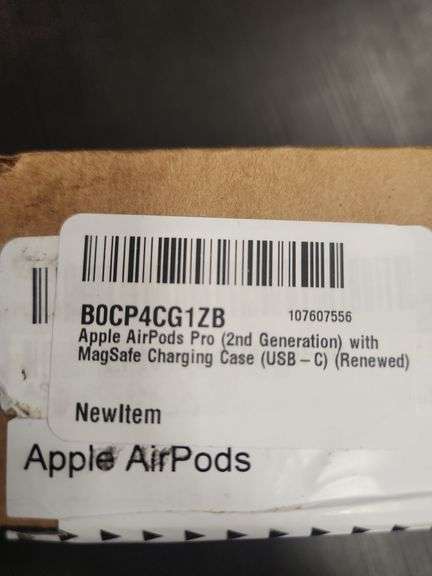 B0CP4CG1ZB 107607556
Apple AirPods Pro (2nd Generation) with
MagSafe Charging Case (USB – C) (Renewed)
NewItem
Apple AirPods